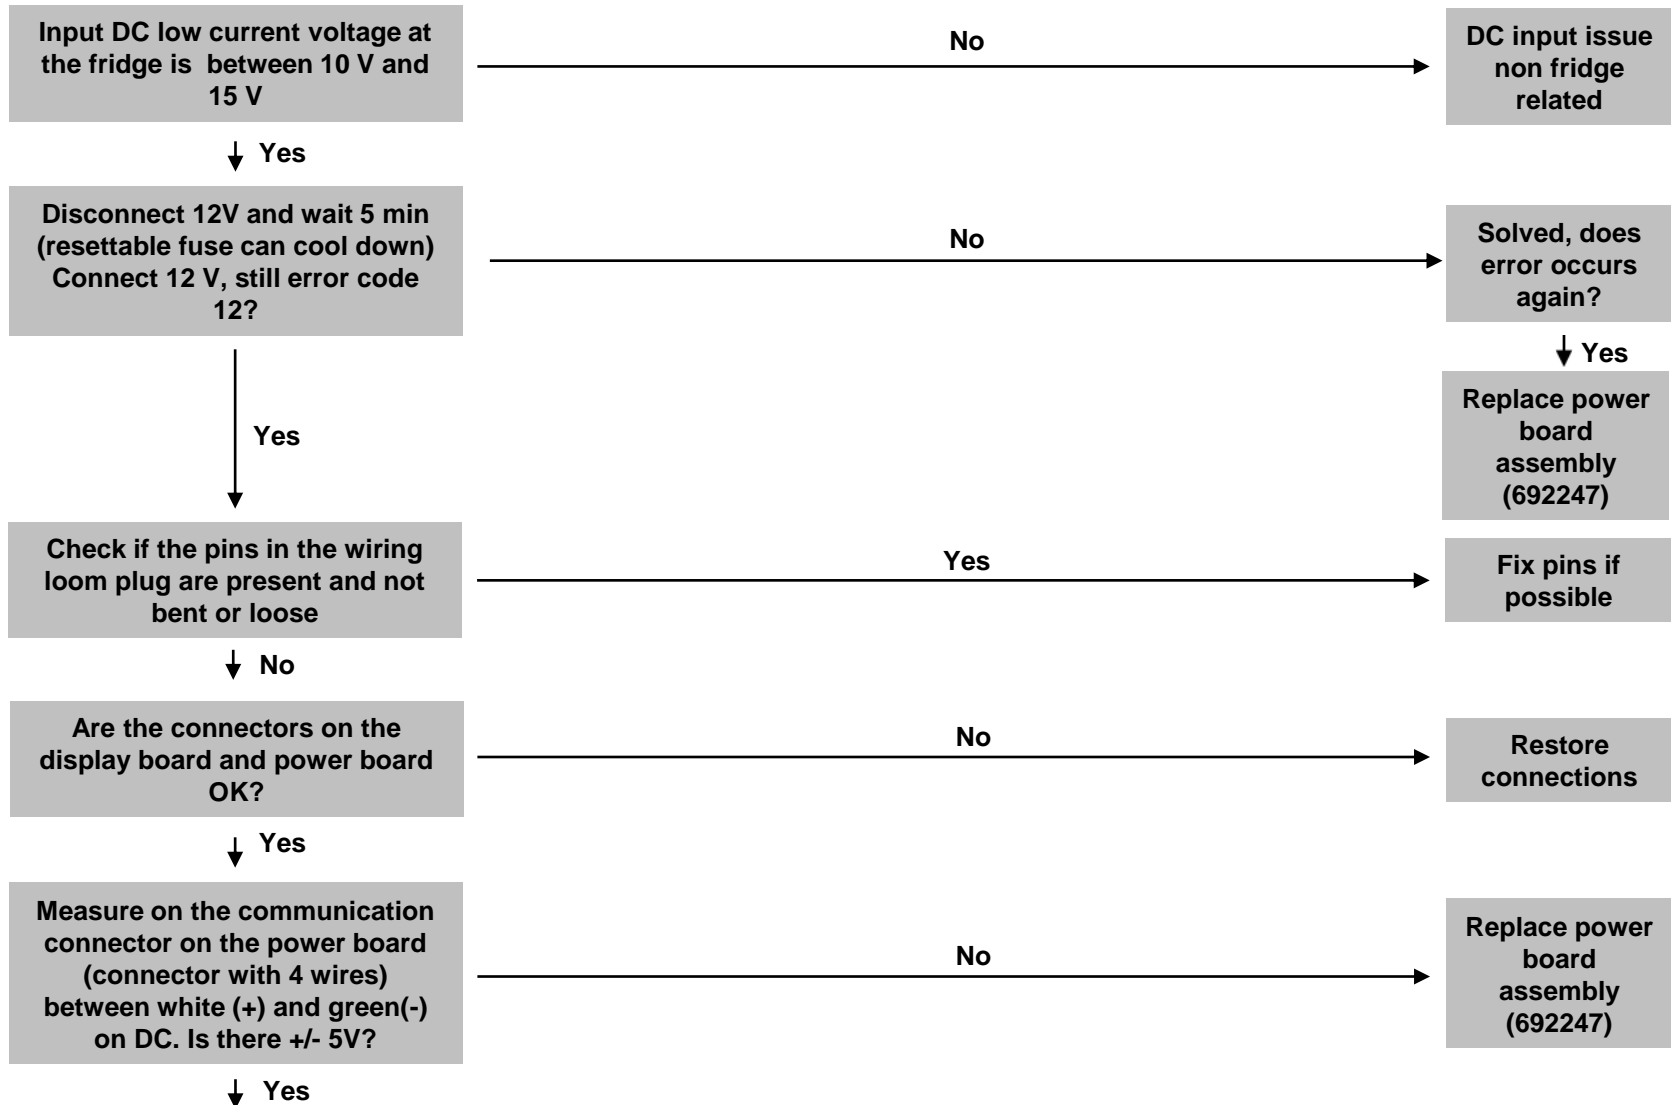 Input DC low current voltage at
the fridge is  between 10 V and
15 V
No
DC input issue
non fridge
related
Yes
Disconnect 12V and wait 5 min
(resettable fuse can cool down)
Connect 12 V, still error code
12?
No
Solved, does
error occurs
again?
Yes
Replace power
board
assembly
(692247)
Yes
Check if the pins in the wiring
loom plug are present and not
bent or loose
Yes
Fix pins if
possible
No
Are the connectors on the
display board and power board
OK?
No
Restore
connections
Yes
Measure on the communication
connector on the power board
(connector with 4 wires)
between white (+) and green(-)
on DC. Is there +/- 5V?
No
Replace power
board
assembly
(692247)
Yes